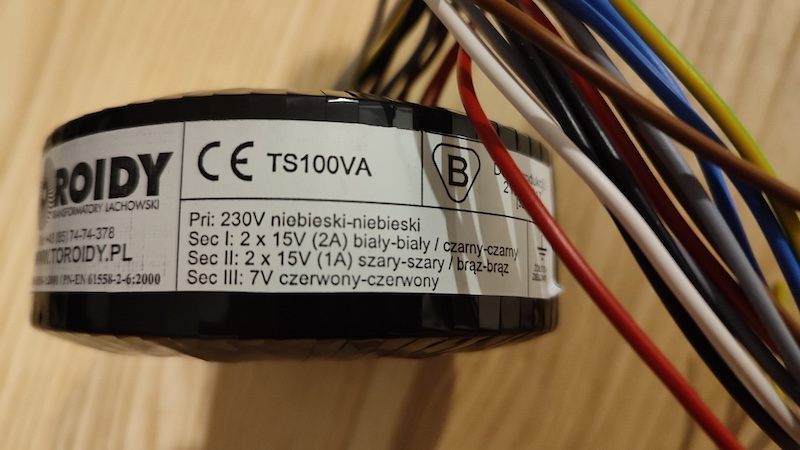 ROIDY
TRANSFORMATORY LACHOWSKI
74-74-378
WWW.TOROIDY.PL
PN-EN 61558-2-6:2000
CE TS100VA
B
Pri: 230V niebieski-niebieski
Sec I: 2 x 15V (2A) biały-biały / czarny-czarny
Sec II: 2 x 15V (1A) szary-szary / brąz-brąz
Sec III: 7V czerwony-czerwony